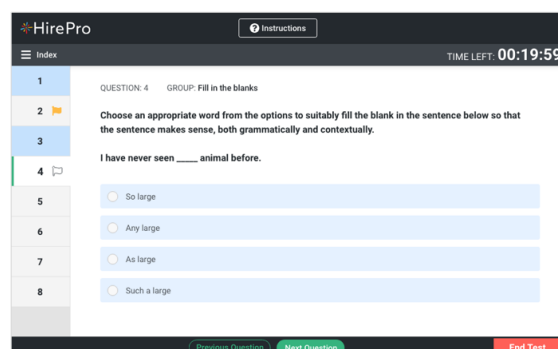 HirePro
Instructions
Index
TIME LEFT: 00:19:59
1
QUESTION: 4 GROUP: Fill in the blanks
2
Choose an appropriate word from the options to suitably fill the blank in the sentence below so that
the sentence makes sense, both grammatically and contextually.
3
I have never seen _____ animal before.
4
So large
5
Any large
6
As large
7
Such a large
8
Previous Question
Next Question
End Test